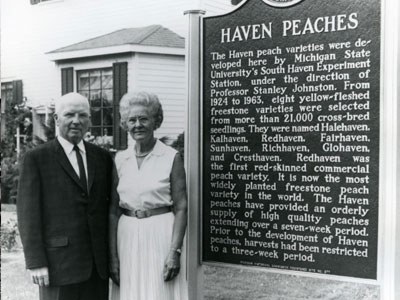 HAVEN PEACHES
The Haven peach varieties were de-
veloped here by Michigan State
University's South Haven Experiment
Station, under the direction of
Professor Stanley Johnston. From
1924 to 1963, eight yellow-fleshed
freestone varieties were selected
from more than 21,000 cross-bred
seedlings. They were named Halehaven,
Kalhaven, Redhaven, Fairhaven,
Sunhaven, Richhaven, Glohaven,
and Cresthaven. Redhaven was
the first red-skinned commercial
peach variety. It is now the most
widely planted freestone peach
variety in the world. The Haven
peaches have provided an orderly
supply of high quality peaches
extending over a seven-week period.
Prior to the development of Haven
peaches, harvests had been restricted
to a three-week period.